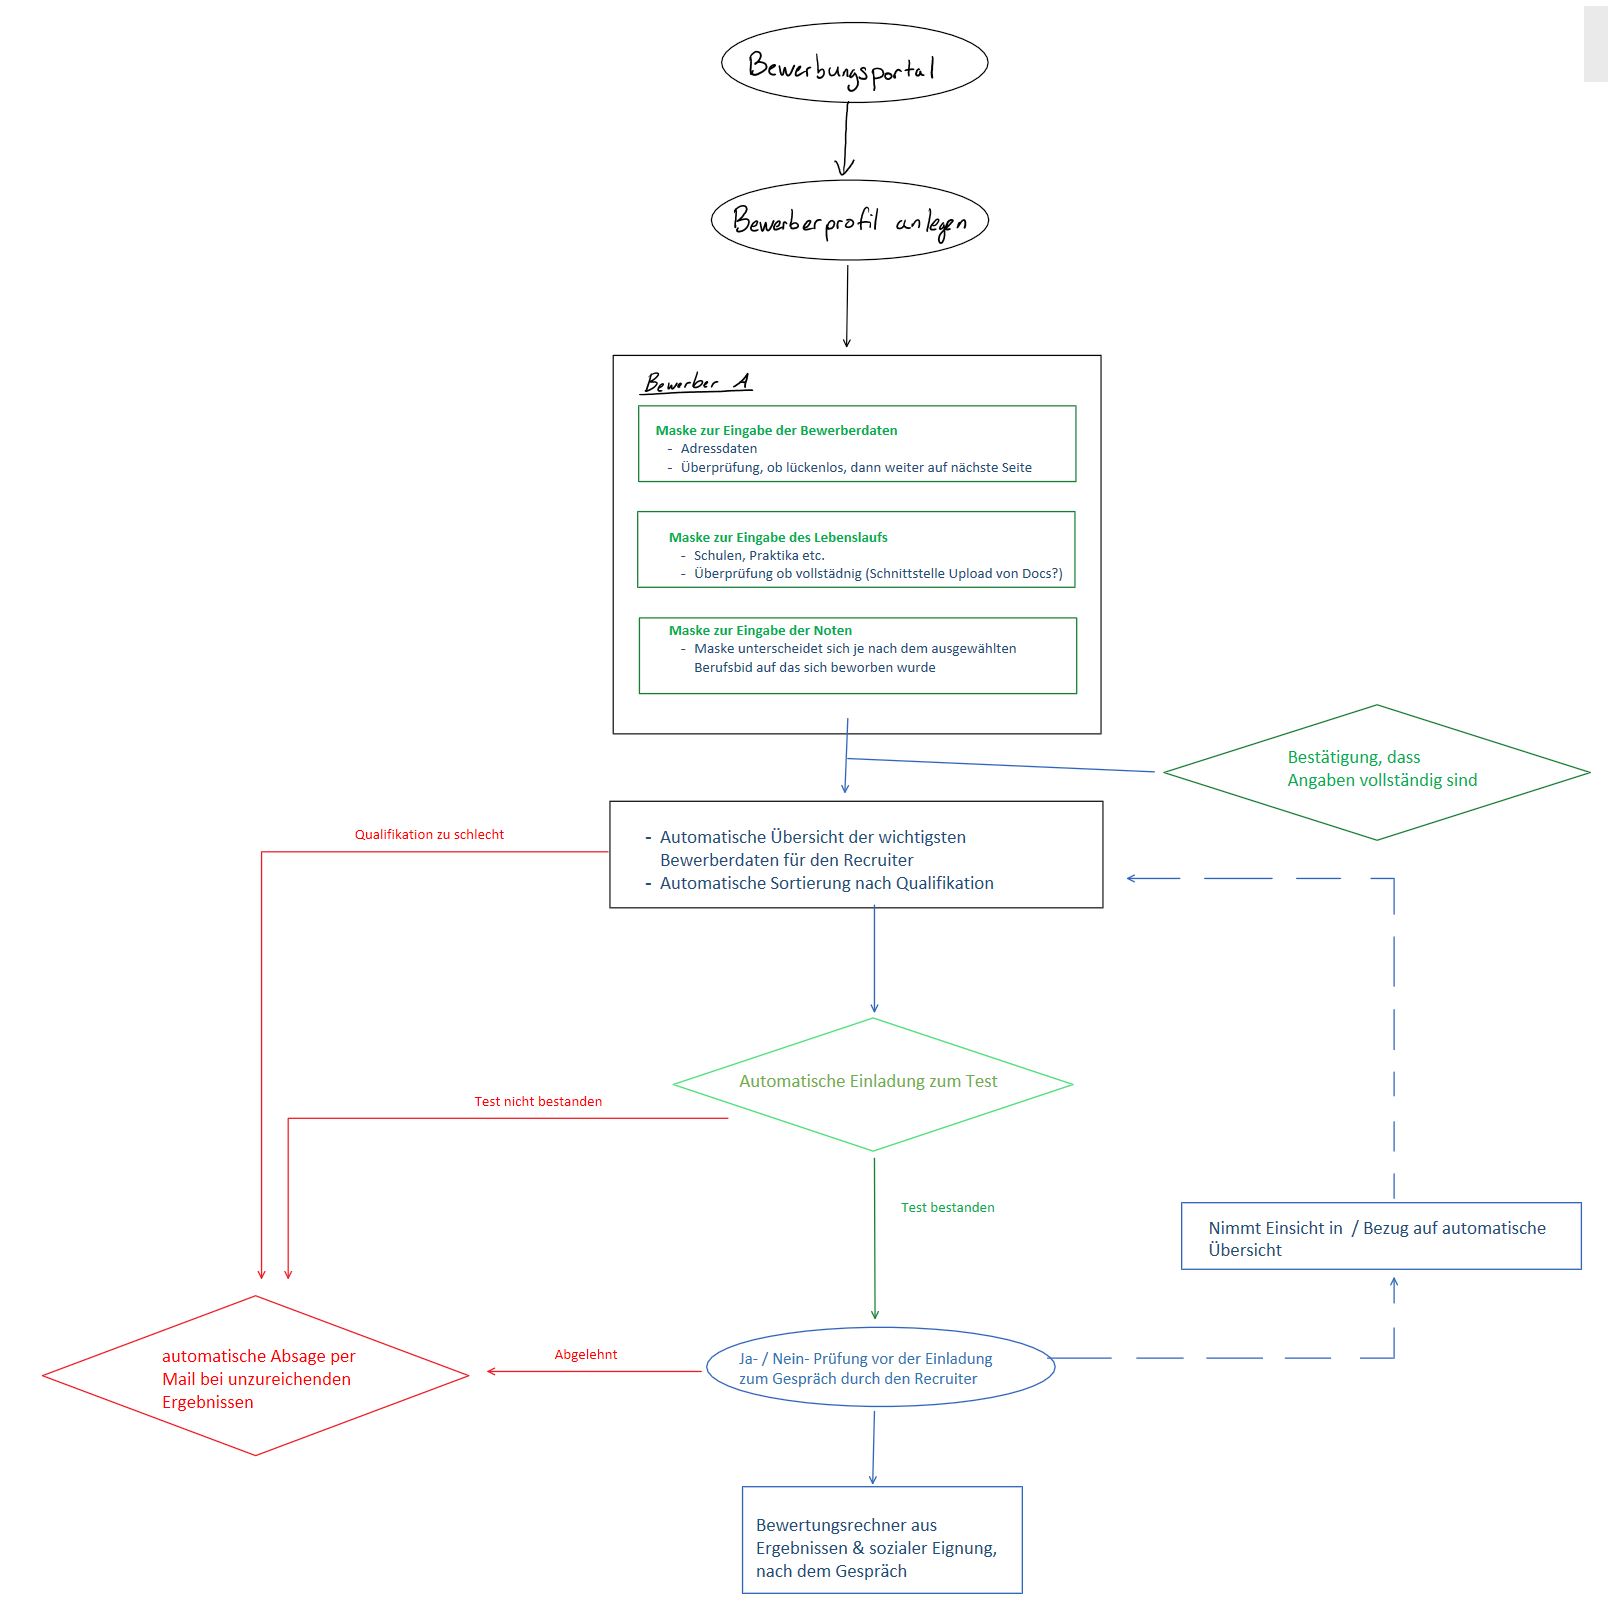 Bewerbungsportal
Bewerberprofil anlegen
Bewerber A
Maske zur Eingabe der Bewerberdaten
- Adressdaten
- Überprüfung, ob lückenlos, dann weiter auf nächste Seite
Maske zur Eingabe des Lebenslaufs
- Schulen, Praktika etc.
- Überprüfung ob vollstädnig (Schnittstelle Upload von Docs?)
Maske zur Eingabe der Noten
- Maske unterscheidet sich je nach dem ausgewählten
Berufsbid auf das sich beworben wurde
Bestätigung, dass
Angaben vollständig sind
Qualifikation zu schlecht
- Automatische Übersicht der wichtigsten
Bewerberdaten für den Recruiter
- Automatische Sortierung nach Qualifikation
Automatische Einladung zum Test
Test nicht bestanden
Test bestanden
Nimmt Einsicht in / Bezug auf automatische
Übersicht
automatische Absage per
Mail bei unzureichenden
Ergebnissen
Abgelehnt
Ja- / Nein- Prüfung vor der Einladung
zum Gespräch durch den Recruiter
Bewertungsrechner aus
Ergebnissen & sozialer Eignung,
nach dem Gespräch